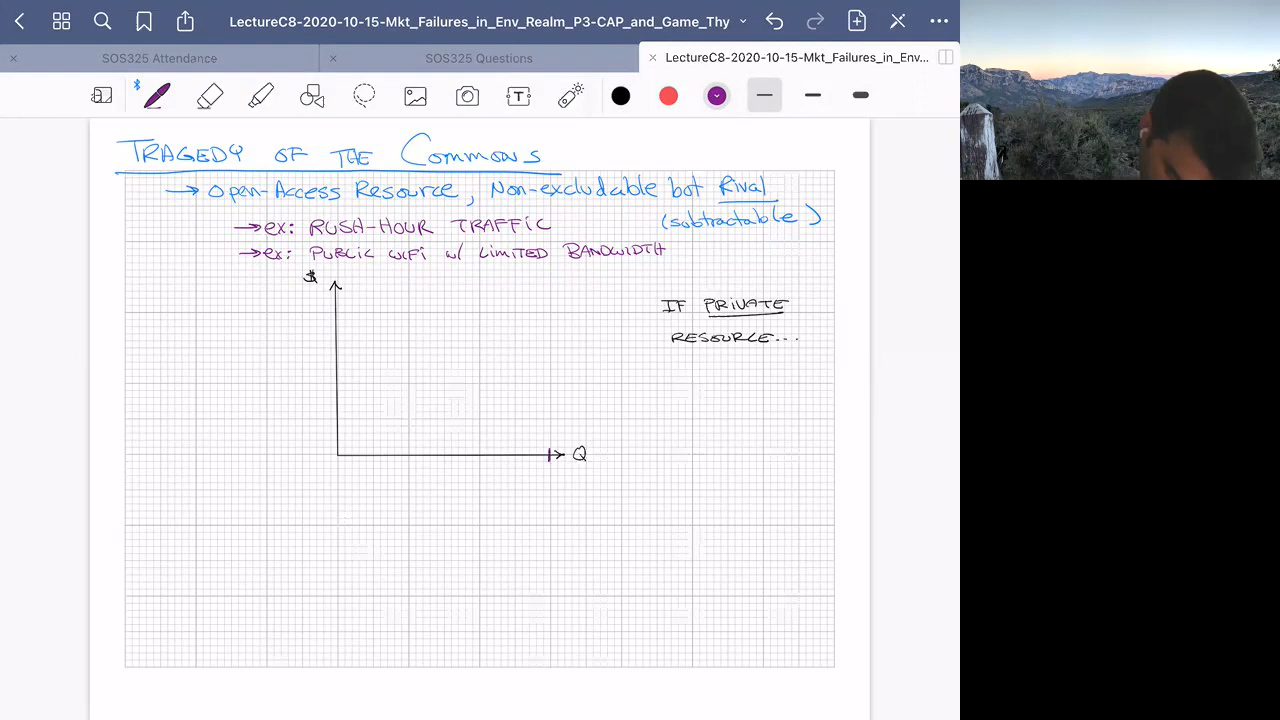 LectureC8-2020-10-15-Mkt_Failures_in_Env_Realm_P3-CAP_and_Game_Thy
SOS325 Attendance
SOS325 Questions
LectureC8-2020-10-15-Mkt_Failures_in_Env...
T
TRAGEDY OF THE COMMONS
→ Open-Access Resource, Non-excludable but Rival
(subtractable)
→ex: RUSH-HOUR TRAFFIC
→ex: PUBLIC WIFI w/ LIMITED BANDWIDTH
$
IF PRIVATE
RESOURCE...
Q